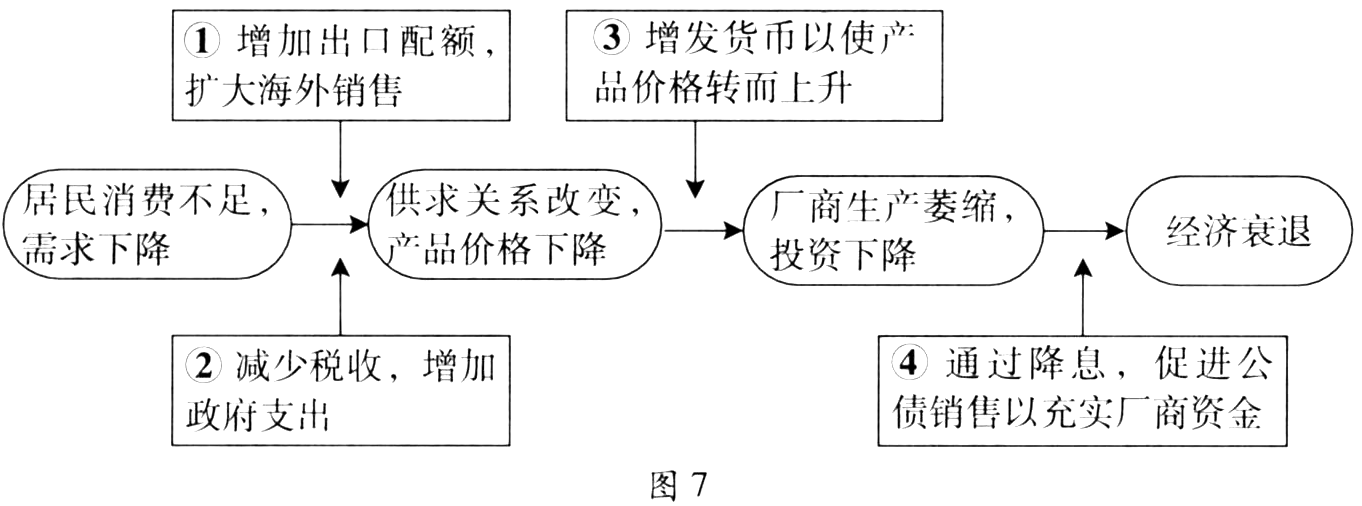 ① 增加出口配额，
扩大海外销售
③ 增发货币以使产
品价格转而上升
居民消费不足，
需求下降
供求关系改变，
产品价格下降
厂商生产萎缩，
投资下降
经济衰退
② 减少税收，增加
政府支出
④ 通过降息，促进公
债销售以充实厂商资金
图 7